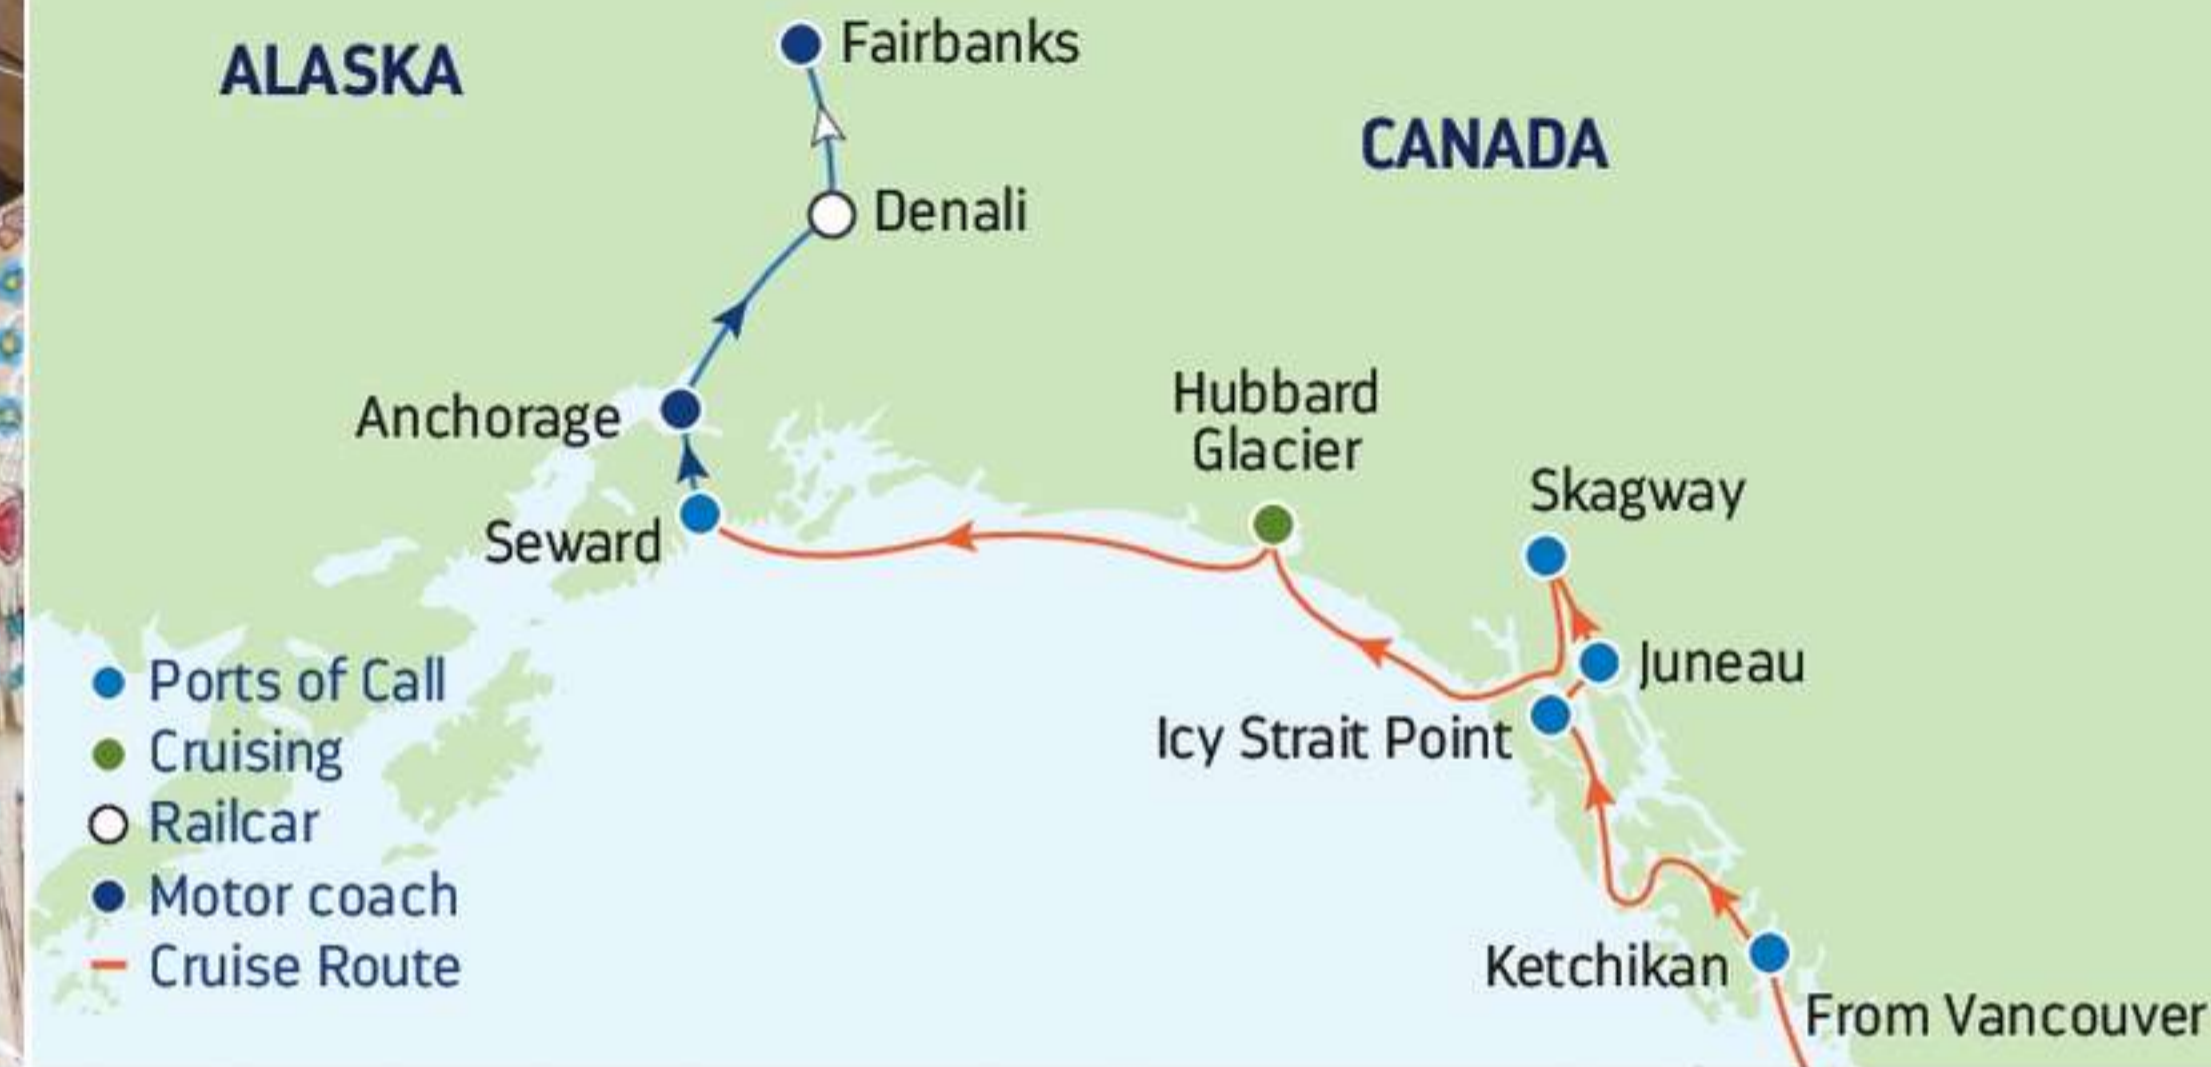 ALASKA
Fairbanks
CANADA
Denali
Anchorage
Hubbard
Glacier
Skagway
Seward
Juneau
Icy Strait Point
Ketchikan
From Vancouver
Ports of Call
Cruising
Railcar
Motor coach
Cruise Route